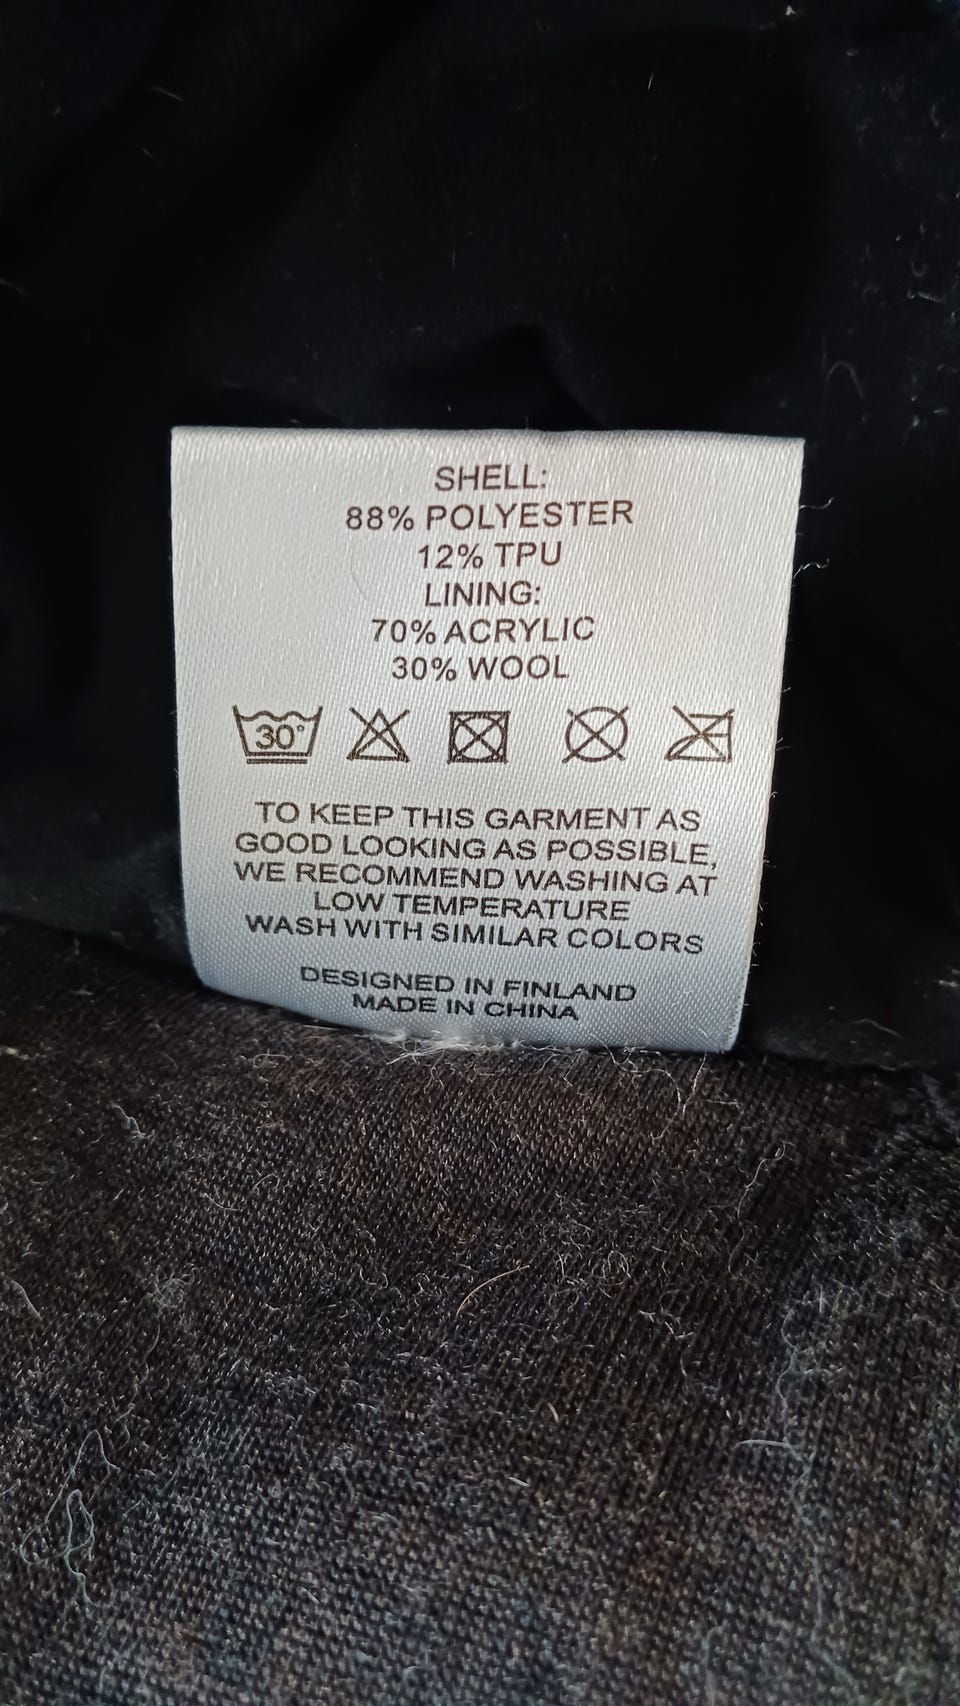 SHELL:
88% POLYESTER
12% TPU
LINING:
70% ACRYLIC
30% WOOL
30°
TO KEEP THIS GARMENT AS
GOOD LOOKING AS POSSIBLE,
WE RECOMMEND WASHING AT
LOW TEMPERATURE
WASH WITH SIMILAR COLORS
DESIGNED IN FINLAND
MADE IN CHINA